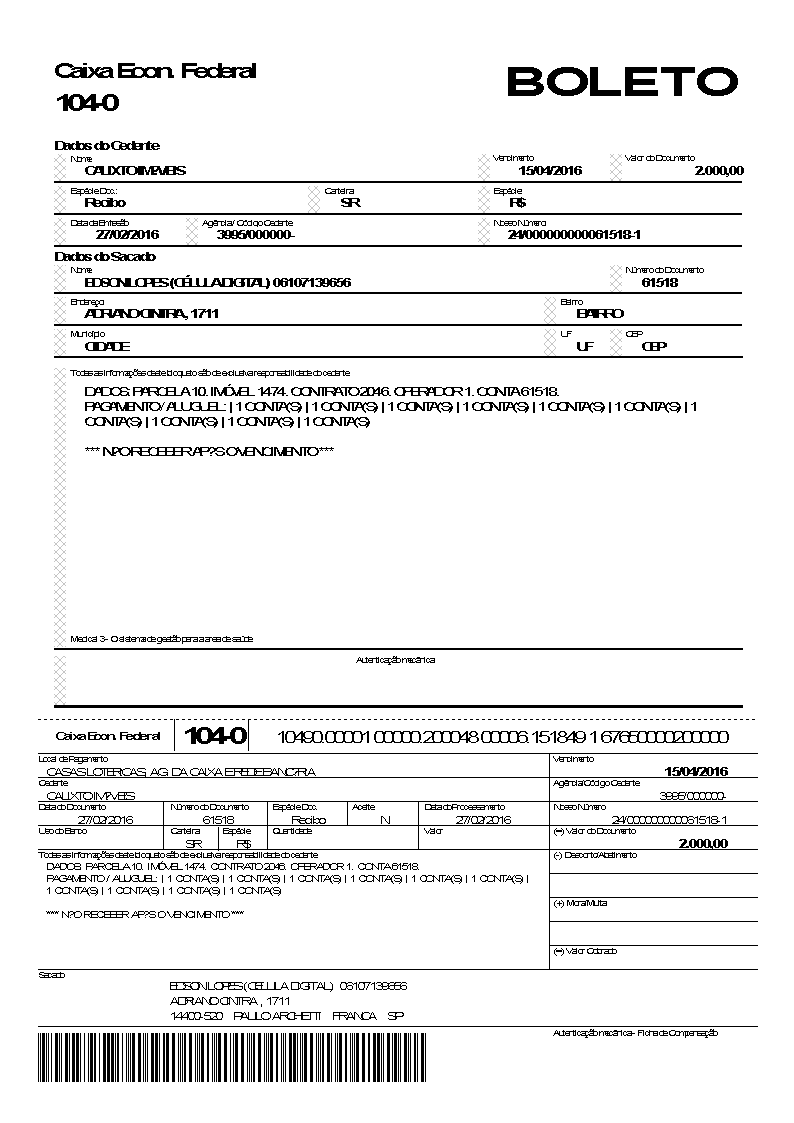 Caixa Econ. Federal
BOLETO
104-0
Dados do Cedente
Nome Vencimento Valor do Documento
CALIXTO IM?VEIS 15/04/2016 2.000,00
Espécie Doc.: Carteira Espécie
Recibo SR R$
Data da Emissão Agência / Código Cedente Nosso Número
27/02/2016 3995/000000- 24/000000000061518-1
Dados do Sacado
Nome Número do Documento
EDSON LOPES (CÉLULA DIGITAL) 06107139656 61518
Endereço Bairro
ADRIANO CINTRA , 1711 BAIRRO
Município UF CEP
CIDADE UF CEP
Todas as informações deste bloqueto são de exclusiva responsabilidade do cedente
DADOS: PARCELA 10. IMÓVEL 1474. CONTRATO 2046. OPERADOR 1. CONTA 61518.
PAGAMENTO / ALUGUEL: | 1 CONTA(S) | 1 CONTA(S) | 1 CONTA(S) | 1 CONTA(S) | 1 CONTA(S) | 1 CONTA(S) | 1
CONTA(S) | 1 CONTA(S) | 1 CONTA(S) | 1 CONTA(S)
*** N?O RECEBER AP?S O VENCIMENTO ***
Medical 3 - O sistema de gestão para a area de saúde
Autenticação mecânica
Caixa Econ. Federal 104-0 10490.00001 00000.200048 00006.151849 1 67650000200000
Local de Pagamento Vencimento
CASAS LOTERICAS, AG. DA CAIXA E REDE BANC?RIA 15/04/2016
Cedente Agência/Código Cedente
CALIXTO IM?VEIS 3995/000000-
Data do Documento Número do Documento Espécie Doc. Aceite Data do Processamento Nosso Número
27/02/2016 61518 Recibo N 27/02/2016 24/000000000061518-1
Uso do Banco Carteira Espécie Quantidade Valor (=) Valor do Documento
SR R$ 2.000,00
Todas as informações deste bloqueto são de exclusiva responsabilidade do cedente (-) Desconto/Abatimento
DADOS: PARCELA 10. IMÓVEL 1474. CONTRATO 2046. OPERADOR 1. CONTA 61518.
PAGAMENTO / ALUGUEL: | 1 CONTA(S) | 1 CONTA(S) | 1 CONTA(S) | 1 CONTA(S) | 1 CONTA(S) | 1 CONTA(S) |
1 CONTA(S) | 1 CONTA(S) | 1 CONTA(S) | 1 CONTA(S)
(+) Mora/Multa
*** N?O RECEBER AP?S O VENCIMENTO ***
(=) Valor Cobrado
Sacado
EDSON LOPES (CELULA DIGITAL) 06107139656
ADRIANO CINTRA , 1711
14400-520 PAULO ARCHETTI FRANCA SP
Autenticação mecânica - Ficha de Compensação